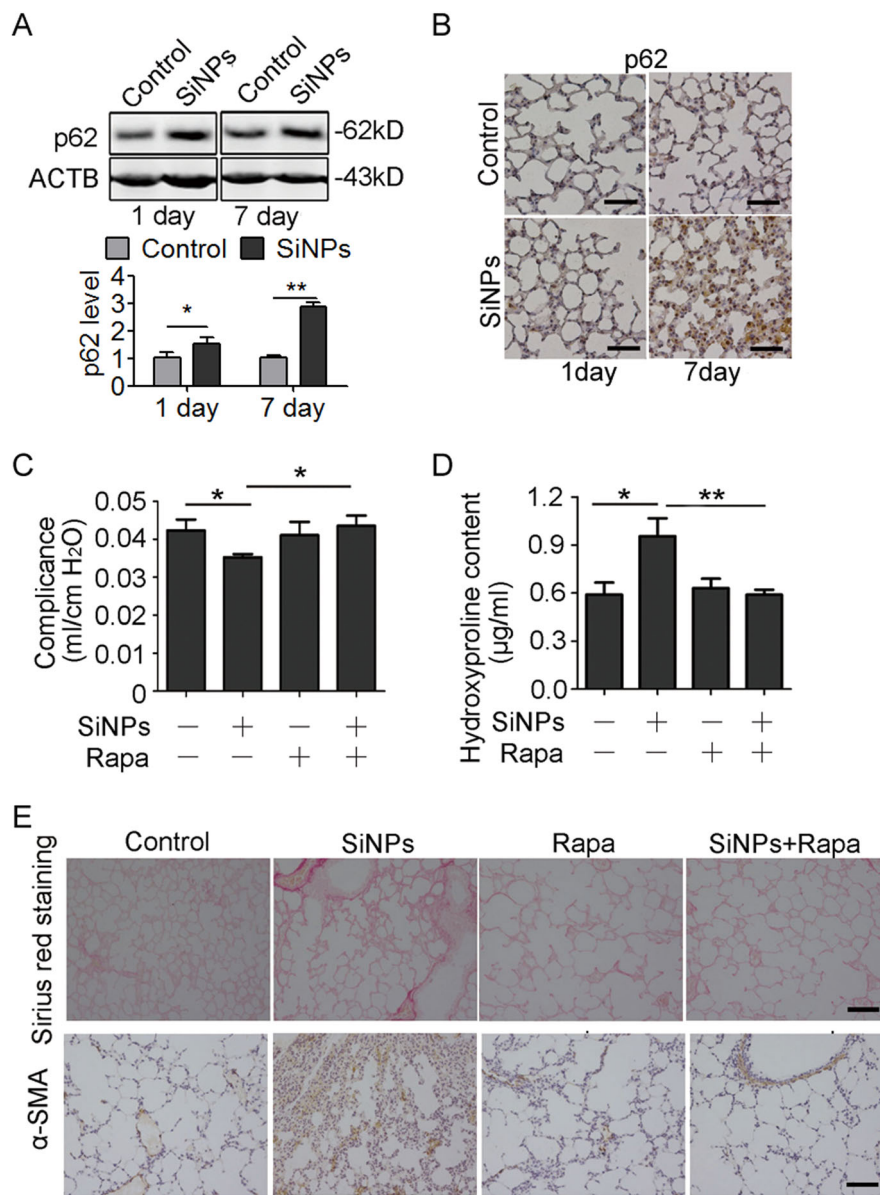 A
Control SiNPs Control SiNPs
p62 -62kD
ACTB -43kD
1 day 7 day
Control SiNPs
p62 level
4
3
2
1
0
* **
1 day 7 day
B
p62
Control
SiNPs
1day 7day
C
Complicance
(ml/cm H₂O)
0.05
0.04
0.03
0.02
0.01
0
* *
SiNPs — + — +
Rapa — — + +
D
Hydroxyproline content
(μg/ml)
1.2
0.9
0.6
0.3
0.0
* **
SiNPs — + — +
Rapa — — + +
E
Control SiNPs Rapa SiNPs+Rapa
Sirius red staining
α-SMA